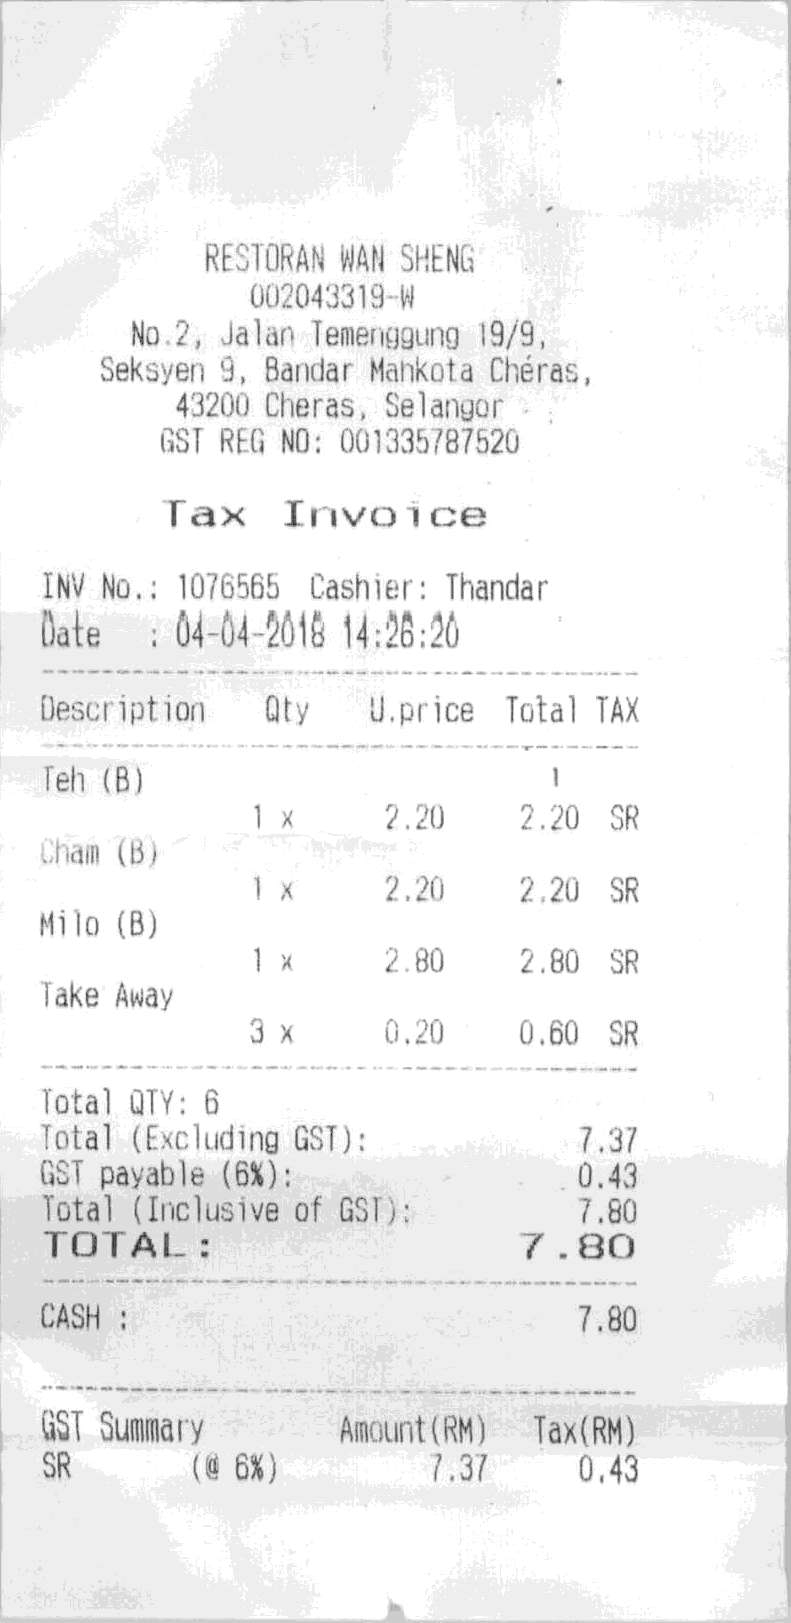 RESTORAN WAN SHENG
002043319-W
No.2, Jalan Temenggung 19/9,
Seksyen 9, Bandar Mahkota Cheras,
43200 Cheras, Selangor
GST REG NO: 001335787520
Tax Invoice
INV No.: 1076565 Cashier: Thandar
Date : 04-04-2018 14:26:20
Description Qty U.price Total TAX
Teh (B)
1 x 2.20 2.20 SR
Cham (B)
1 x 2.20 2.20 SR
Milo (B)
1 x 2.80 2.80 SR
Take Away
3 x 0.20 0.60 SR
Total QTY: 6
Total (Excluding GST): 7.37
GST payable (6%): 0.43
Total (Inclusive of GST): 7.80
TOTAL: 7.80
CASH : 7.80
GST Summary Amount(RM) Tax(RM)
SR (@ 6%) 7.37 0.43